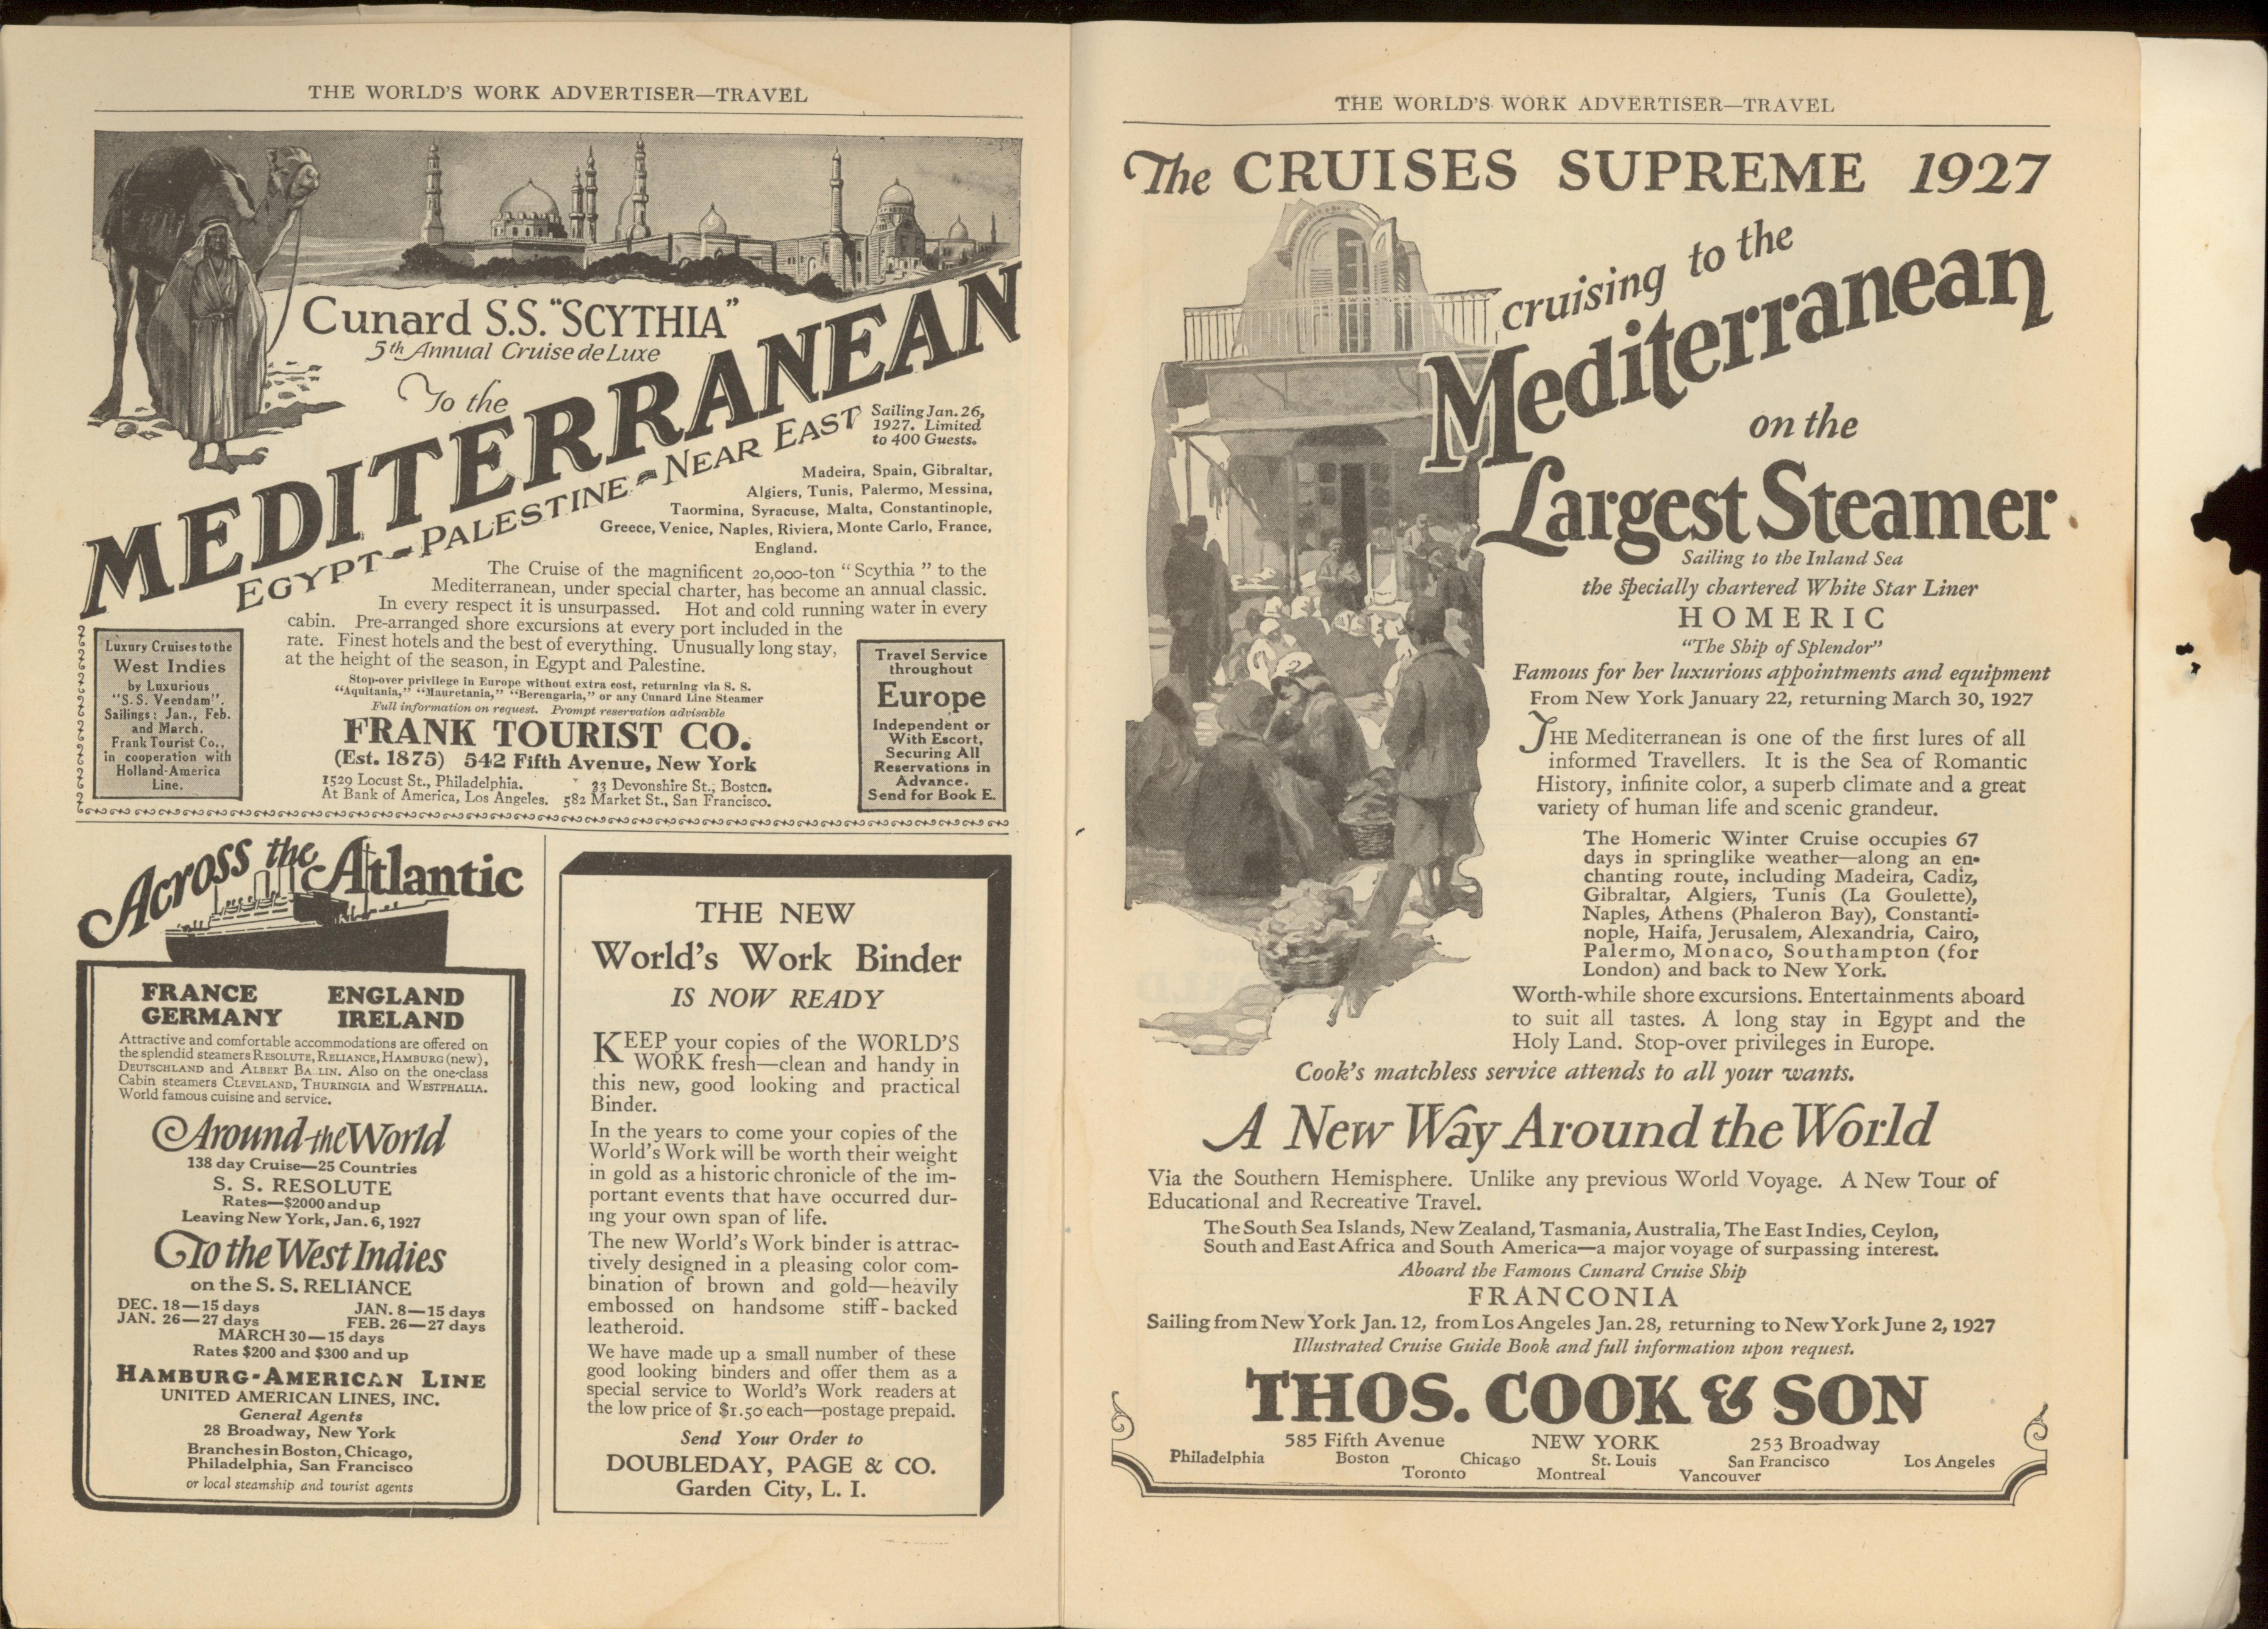 THE WORLD'S WORK ADVERTISER—TRAVEL
Cunard S.S. "SCYTHIA"
5th Annual Cruise de Luxe
To the
MEDITERRANEAN
EGYPT—PALESTINE—NEAR EAST
Sailing Jan. 26,
1927. Limited
to 400 Guests.
Madeira, Spain, Gibraltar,
Algiers, Tunis, Palermo, Messina,
Taormina, Syracuse, Malta, Constantinople,
Greece, Venice, Naples, Riviera, Monte Carlo, France,
England.
The Cruise of the magnificent 20,000-ton "Scythia" to the
Mediterranean, under special charter, has become an annual classic.
In every respect it is unsurpassed. Hot and cold running water in every
cabin. Pre-arranged shore excursions at every port included in the
rate. Finest hotels and the best of everything. Unusually long stay,
at the height of the season, in Egypt and Palestine.
Stop-over privilege in Europe without extra cost, returning via S. S.
"Aquitania," "Mauretania," "Berengaria," or any Cunard Line Steamer
Full information on request. Prompt reservation advisable
FRANK TOURIST CO.
(Est. 1875) 542 Fifth Avenue, New York
1529 Locust St., Philadelphia. 33 Devonshire St., Boston.
At Bank of America, Los Angeles. 582 Market St., San Francisco.
Luxury Cruises to the
West Indies
by Luxurious
"S.S. Veendam".
Sailings: Jan., Feb.
and March.
Frank Tourist Co.,
in cooperation with
Holland-America
Line.
Travel Service
throughout
Europe
Independent or
With Escort,
Securing All
Reservations in
Advance.
Send for Book E.
Across the Atlantic
FRANCE ENGLAND
GERMANY IRELAND
Attractive and comfortable accommodations are offered on
the splendid steamers RESOLUTE, RELIANCE, HAMBURG (new),
DEUTSCHLAND and ALBERT BALLIN. Also on the one-class
Cabin steamers CLEVELAND, THURINGIA and WESTPHALIA.
World famous cuisine and service.
Around-the World
138 day Cruise—25 Countries
S. S. RESOLUTE
Rates—$2000 and up
Leaving New York, Jan. 6, 1927
To the West Indies
on the S. S. RELIANCE
DEC. 18—15 days JAN. 8—15 days
JAN. 26—27 days FEB. 26—27 days
MARCH 30—15 days
Rates $200 and $300 and up
HAMBURG-AMERICAN LINE
UNITED AMERICAN LINES, INC.
General Agents
28 Broadway, New York
Branches in Boston, Chicago,
Philadelphia, San Francisco
or local steamship and tourist agents
THE NEW
World's Work Binder
IS NOW READY
KEEP your copies of the WORLD'S
WORK fresh—clean and handy in
this new, good looking and practical
Binder.
In the years to come your copies of the
World's Work will be worth their weight
in gold as a historic chronicle of the im-
portant events that have occurred dur-
ing your own span of life.
The new World's Work binder is attrac-
tively designed in a pleasing color com-
bination of brown and gold—heavily
embossed on handsome stiff-backed
leatheroid.
We have made up a small number of these
good looking binders and offer them as a
special service to World's Work readers at
the low price of $1.50 each—postage prepaid.
Send Your Order to
DOUBLEDAY, PAGE & CO.
Garden City, L. I.
THE WORLD'S WORK ADVERTISER—TRAVEL
The CRUISES SUPREME 1927
cruising to the
Mediterranean
on the
Largest Steamer
Sailing to the Inland Sea
the specially chartered White Star Liner
HOMERIC
"The Ship of Splendor"
Famous for her luxurious appointments and equipment
From New York January 22, returning March 30, 1927
THE Mediterranean is one of the first lures of all
informed Travellers. It is the Sea of Romantic
History, infinite color, a superb climate and a great
variety of human life and scenic grandeur.
The Homeric Winter Cruise occupies 67
days in springlike weather—along an en-
chanting route, including Madeira, Cadiz,
Gibraltar, Algiers, Tunis (La Goulette),
Naples, Athens (Phaleron Bay), Constanti-
nople, Haifa, Jerusalem, Alexandria, Cairo,
Palermo, Monaco, Southampton (for
London) and back to New York.
Worth-while shore excursions. Entertainments aboard
to suit all tastes. A long stay in Egypt and the
Holy Land. Stop-over privileges in Europe.
Cook's matchless service attends to all your wants.
A New Way Around the World
Via the Southern Hemisphere. Unlike any previous World Voyage. A New Tour of
Educational and Recreative Travel.
The South Sea Islands, New Zealand, Tasmania, Australia, The East Indies, Ceylon,
South and East Africa and South America—a major voyage of surpassing interest.
Aboard the Famous Cunard Cruise Ship
FRANCONIA
Sailing from New York Jan. 12, from Los Angeles Jan. 28, returning to New York June 2, 1927
Illustrated Cruise Guide Book and full information upon request.
THOS. COOK & SON
585 Fifth Avenue NEW YORK 253 Broadway
Philadelphia Boston Chicago St. Louis San Francisco Los Angeles
Toronto Montreal Vancouver